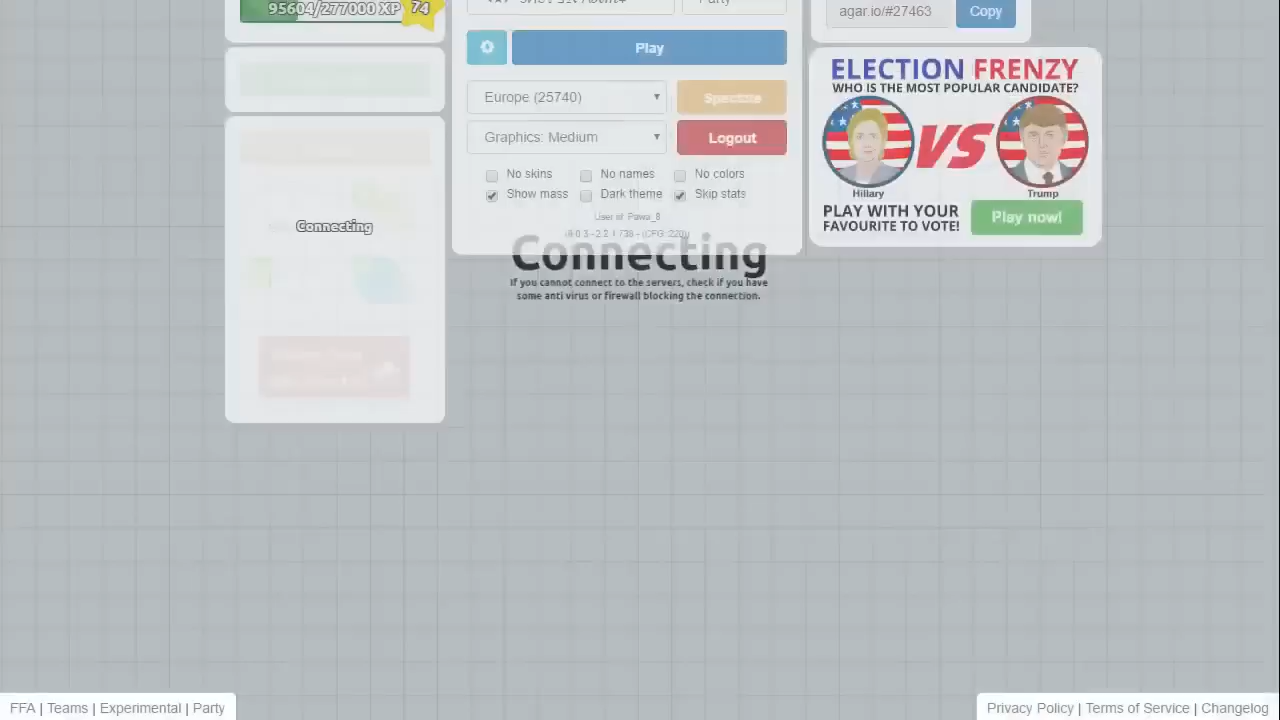 95604/277000 XP
74
Party
agar.io/#27463
Copy
Play
Europe (25740)
Spectate
Graphics: Medium
Logout
No skins
No names
No colors
Show mass
Dark theme
Skip stats
Connecting
Connecting
If you cannot connect to the servers, check if you have
some anti virus or firewall blocking the connection.
ELECTION FRENZY
WHO IS THE MOST POPULAR CANDIDATE?
VS
Hillary
Trump
PLAY WITH YOUR
FAVOURITE TO VOTE!
Play now!
FFA | Teams | Experimental | Party
Privacy Policy | Terms of Service | Changelog